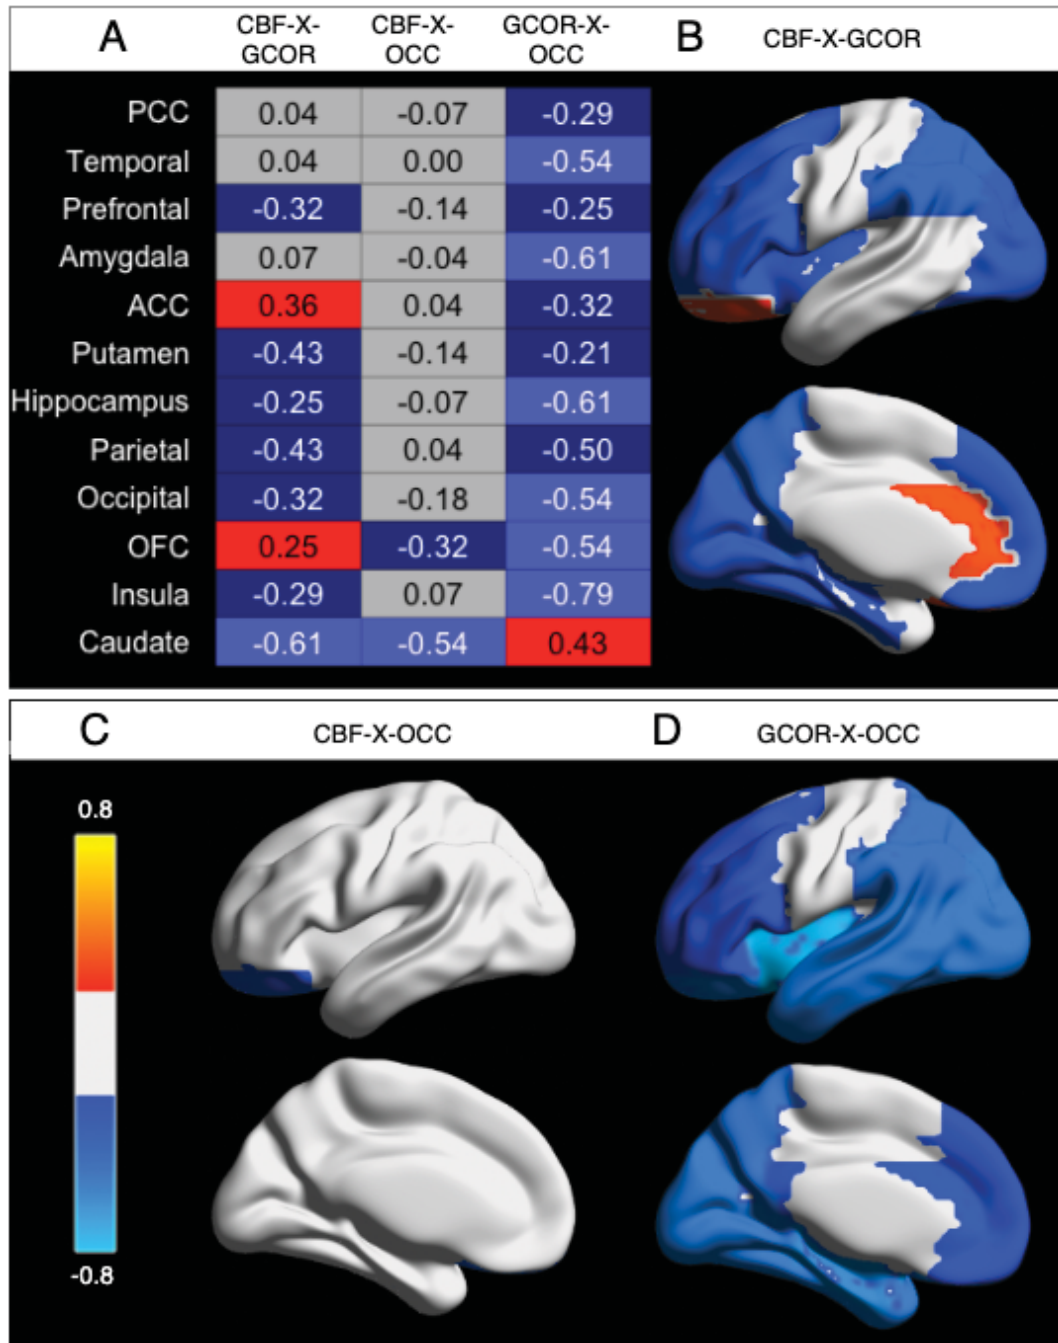 A CBF-X- CBF-X- GCOR-X- B CBF-X-GCOR
GCOR OCC OCC
PCC 0.04 -0.07 -0.29
Temporal 0.04 0.00 -0.54
Prefrontal -0.32 -0.14 -0.25
Amygdala 0.07 -0.04 -0.61
ACC 0.36 0.04 -0.32
Putamen -0.43 -0.14 -0.21
Hippocampus -0.25 -0.07 -0.61
Parietal -0.43 0.04 -0.50
Occipital -0.32 -0.18 -0.54
OFC 0.25 -0.32 -0.54
Insula -0.29 0.07 -0.79
Caudate -0.61 -0.54 0.43
C CBF-X-OCC D GCOR-X-OCC
0.8
-0.8